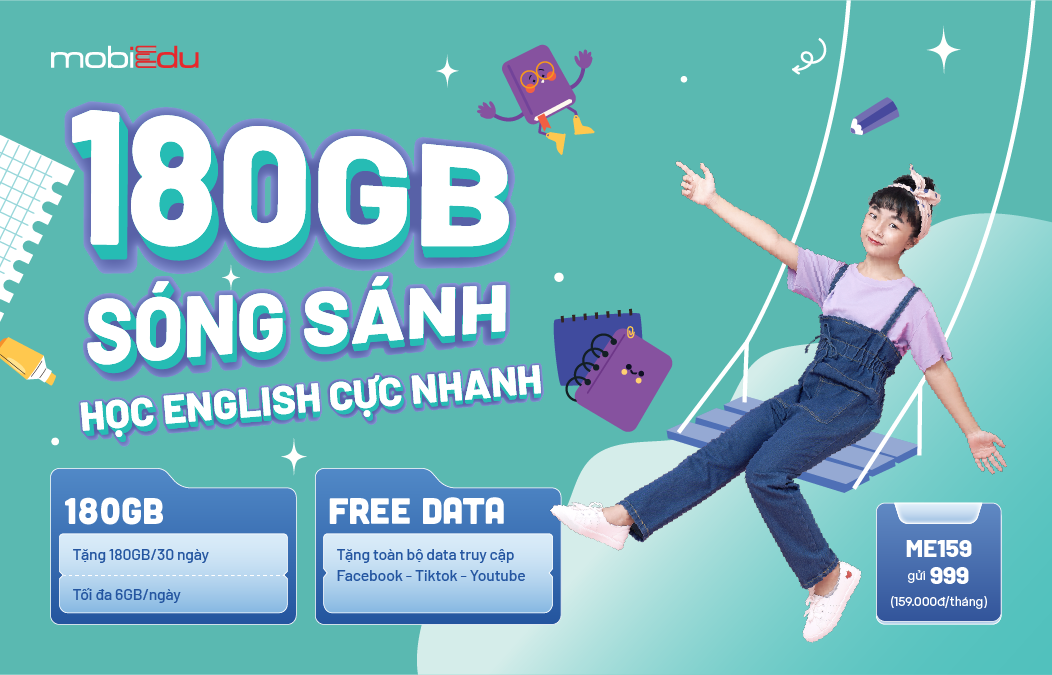 mobiEdu
180GB
SÓNG SÁNH
HỌC ENGLISH CỰC NHANH
180GB
Tặng 180GB/30 ngày
Tối đa 6GB/ngày
FREE DATA
Tặng toàn bộ data truy cập
Facebook - Tiktok - Youtube
ME159
gửi 999
(159.000đ/tháng)